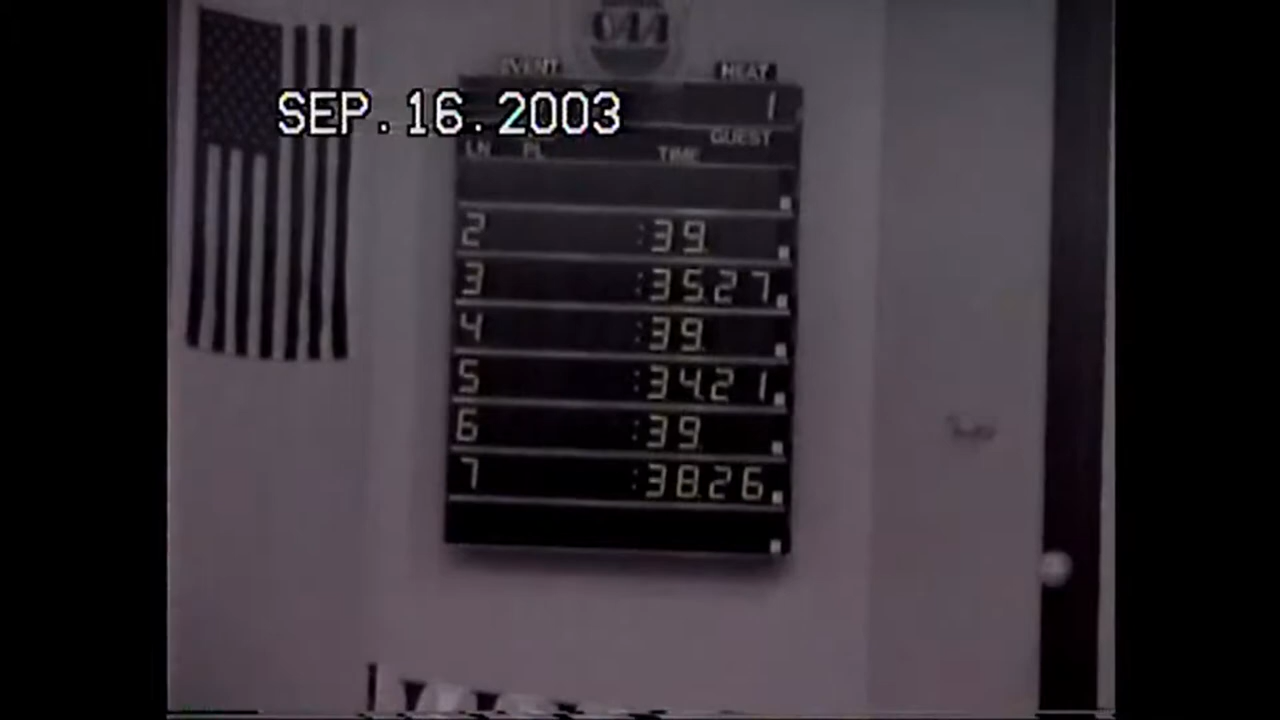 EVENT HEAT
SEP.16.2003
1
GUEST
LN PL TIME
2 :39.
3 :35.27
4 :39.
5 :34.21
6 :39.
7 :38.26